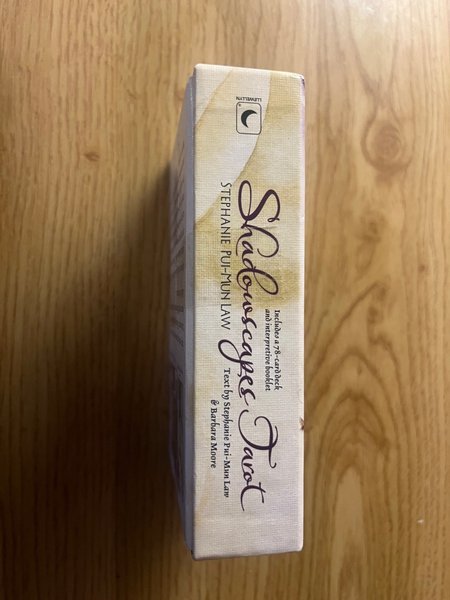 LLEWELLYN
Shadowscapes Tarot
STEPHANIE PUI-MUN LAW
Includes a 78-card deck
and interpretive booklet
Text by Stephanie Pui-Mun Law
& Barbara Moore